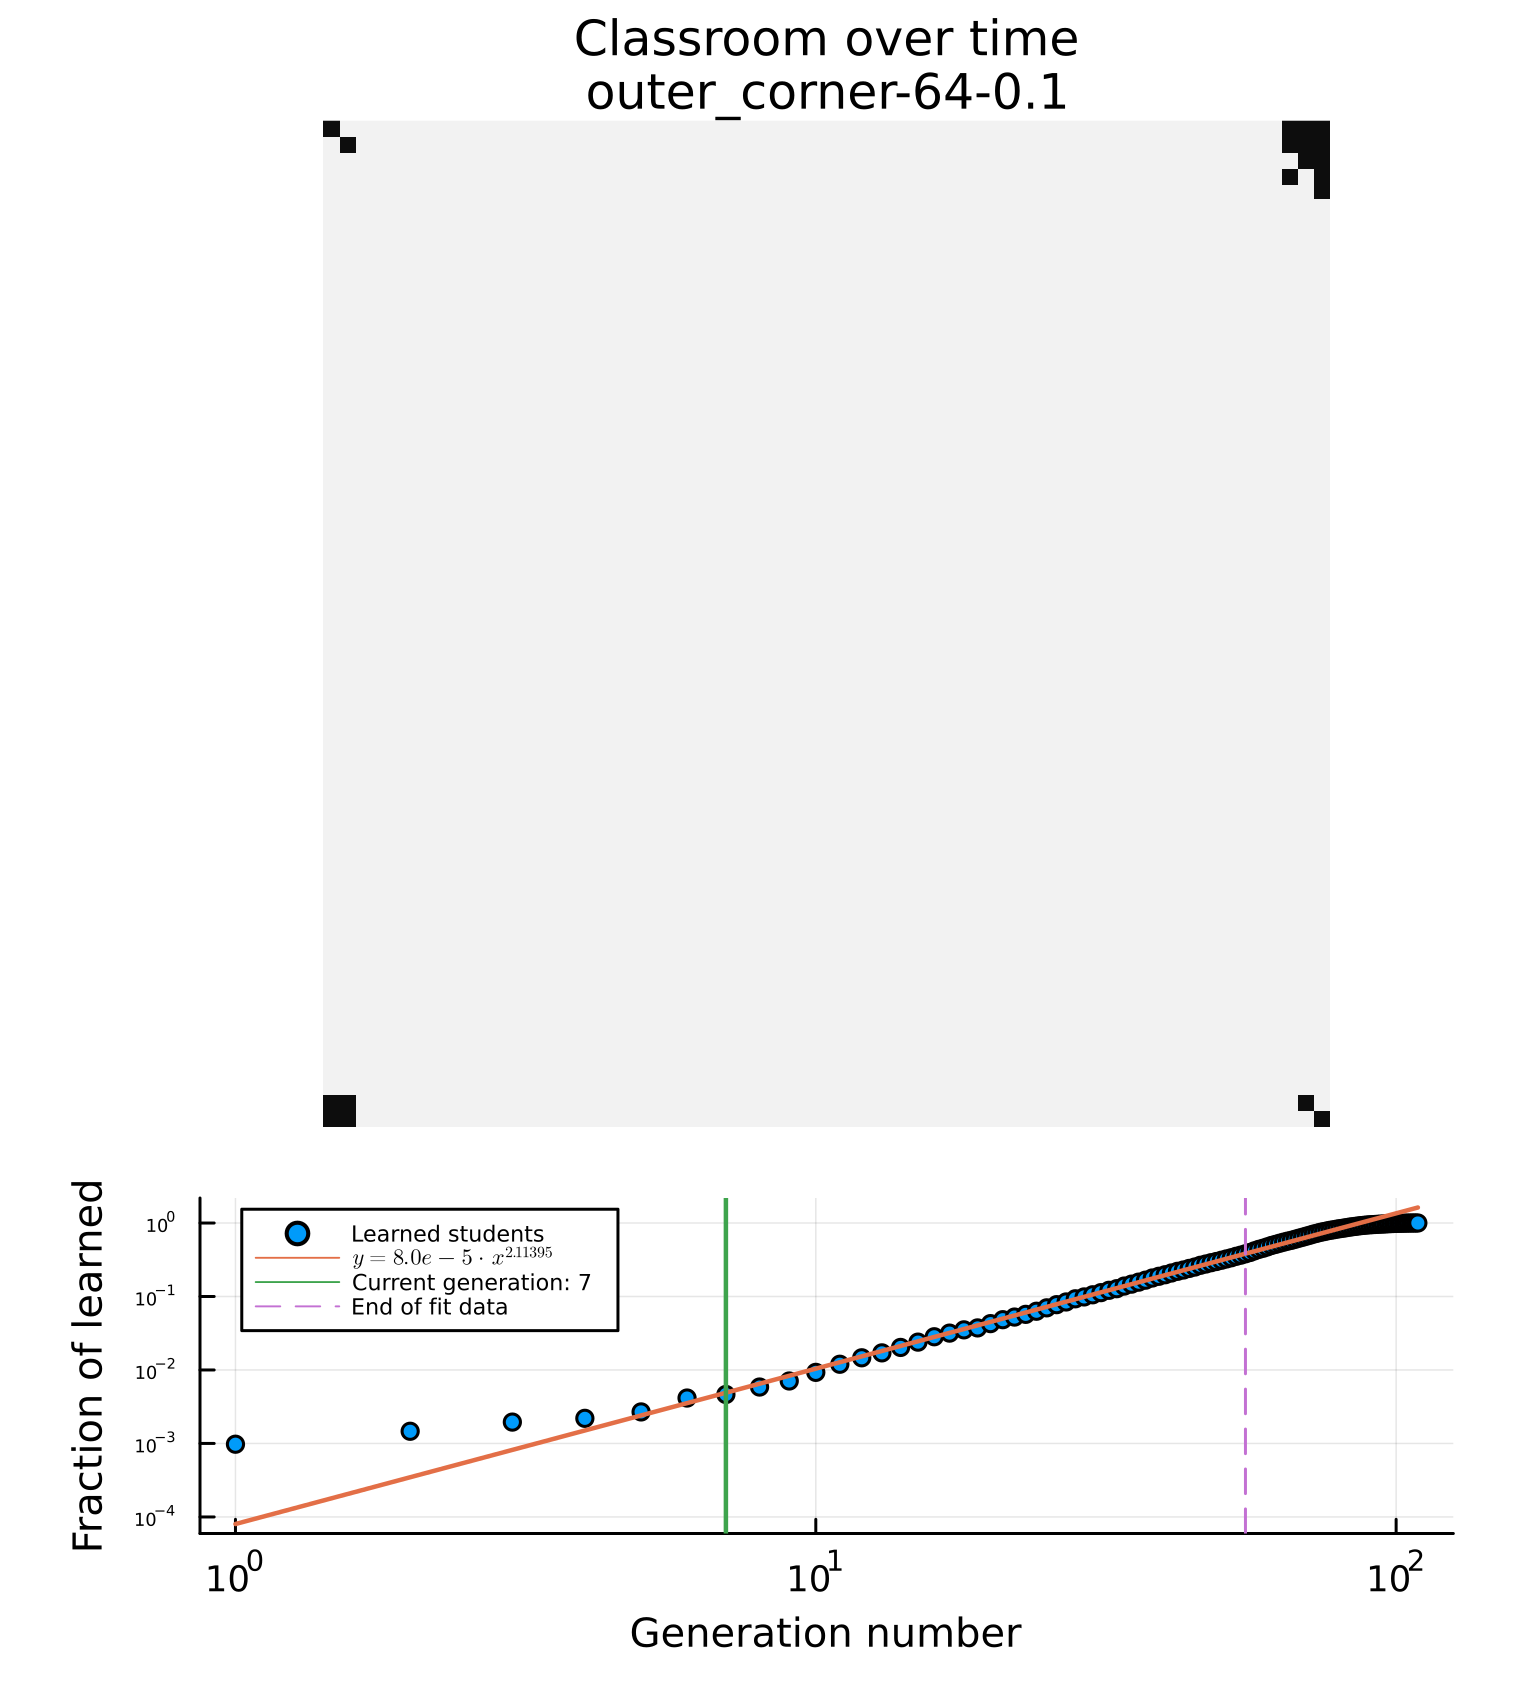 Classroom over time
outer_corner-64-0.1
Fraction of learned
10^0
10^−1
10^−2
10^−3
10^−4
Learned students
y = 8.0e − 5 · x^2.11395
Current generation: 7
End of fit data
10^0
10^1
10^2
Generation number